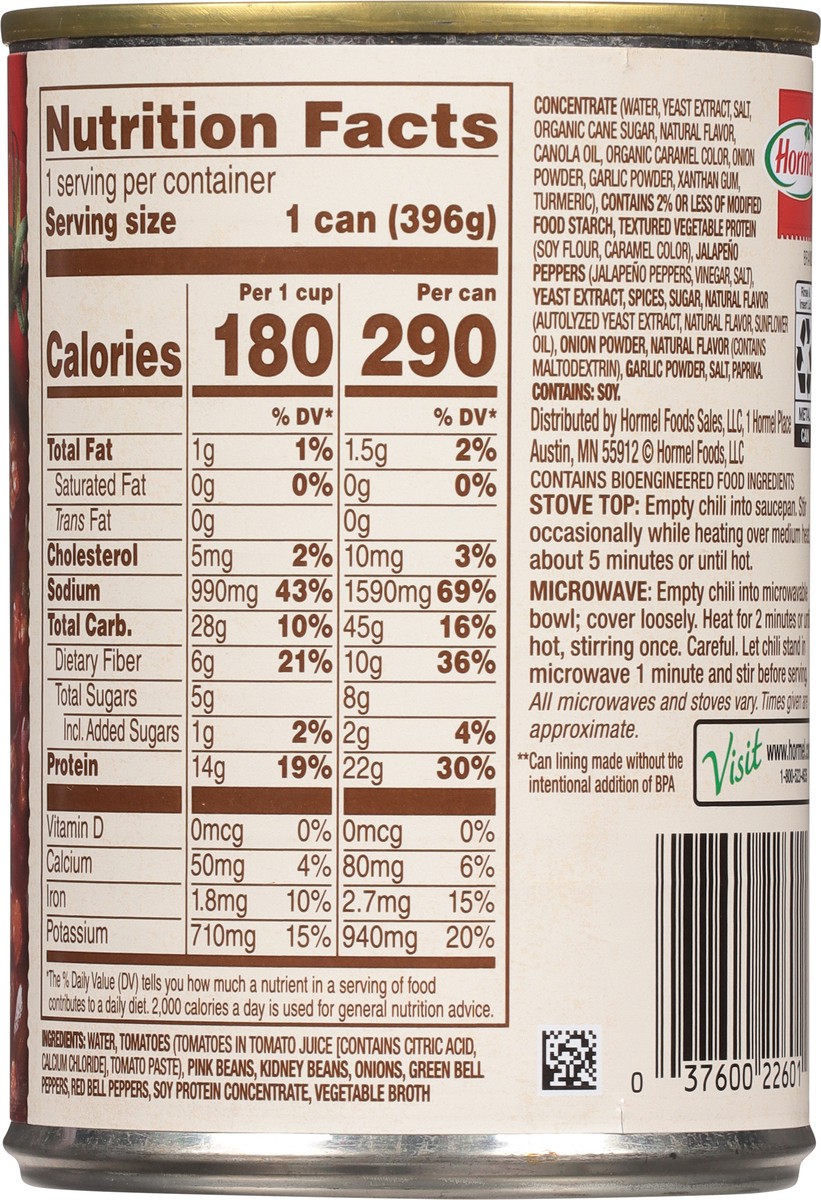 Nutrition Facts
1 serving per container
Serving size 1 can (396g)
Per 1 cup Per can
Calories 180 290
% DV* % DV*
Total Fat 1g 1% 1.5g 2%
Saturated Fat 0g 0% 0g 0%
Trans Fat 0g 0g
Cholesterol 5mg 2% 10mg 3%
Sodium 990mg 43% 1590mg 69%
Total Carb. 28g 10% 45g 16%
Dietary Fiber 6g 21% 10g 36%
Total Sugars 5g 8g
Incl. Added Sugars 1g 2% 2g 4%
Protein 14g 19% 22g 30%
Vitamin D 0mcg 0% 0mcg 0%
Calcium 50mg 4% 80mg 6%
Iron 1.8mg 10% 2.7mg 15%
Potassium 710mg 15% 940mg 20%
*The % Daily Value (DV) tells you how much a nutrient in a serving of food
contributes to a daily diet. 2,000 calories a day is used for general nutrition advice.
INGREDIENTS: WATER, TOMATOES (TOMATOES IN TOMATO JUICE [CONTAINS CITRIC ACID,
CALCIUM CHLORIDE], TOMATO PASTE), PINK BEANS, KIDNEY BEANS, ONIONS, GREEN BELL
PEPPERS, RED BELL PEPPERS, SOY PROTEIN CONCENTRATE, VEGETABLE BROTH
CONCENTRATE (WATER, YEAST EXTRACT, SALT,
ORGANIC CANE SUGAR, NATURAL FLAVOR,
CANOLA OIL, ORGANIC CARAMEL COLOR, ONION
POWDER, GARLIC POWDER, XANTHAN GUM,
TURMERIC), CONTAINS 2% OR LESS OF MODIFIED
FOOD STARCH, TEXTURED VEGETABLE PROTEIN
(SOY FLOUR, CARAMEL COLOR), JALAPEÑO
PEPPERS (JALAPEÑO PEPPERS, VINEGAR, SALT),
YEAST EXTRACT, SPICES, SUGAR, NATURAL FLAVOR
(AUTOLYZED YEAST EXTRACT, NATURAL FLAVOR, SUNFLOWER
OIL), ONION POWDER, NATURAL FLAVOR (CONTAINS
MALTODEXTRIN), GARLIC POWDER, SALT, PAPRIKA.
CONTAINS: SOY.
Distributed by Hormel Foods Sales, LLC, 1 Hormel Place
Austin, MN 55912 © Hormel Foods, LLC
CONTAINS BIOENGINEERED FOOD INGREDIENTS
STOVE TOP: Empty chili into saucepan. Stir
occasionally while heating over medium heat
about 5 minutes or until hot.
MICROWAVE: Empty chili into microwavable
bowl; cover loosely. Heat for 2 minutes or
hot, stirring once. Careful. Let chili stand in
microwave 1 minute and stir before serving.
All microwaves and stoves vary. Times given are
approximate.
**Can lining made without the
intentional addition of BPA
Visit www.hormel
Horme
METAL
CAN
0 37600 22601